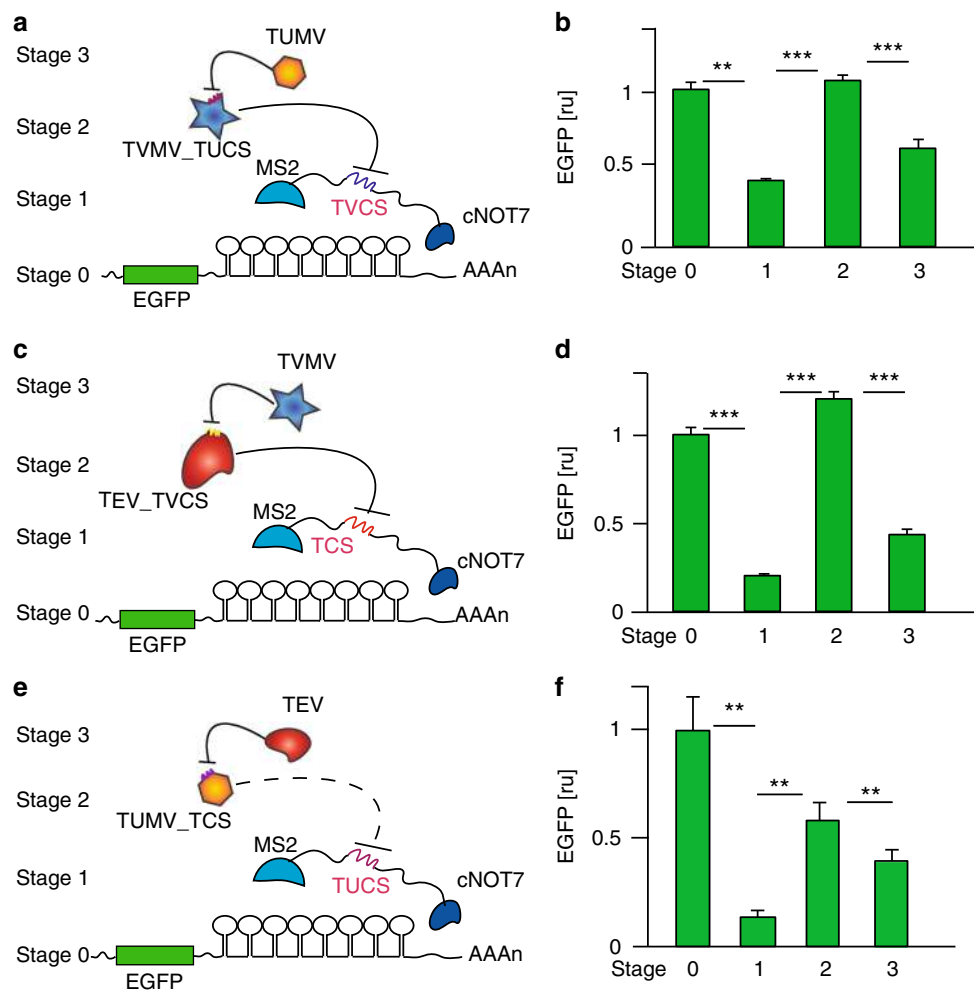 a
Stage 3
TUMV
Stage 2
TVMV_TUCS
MS2
Stage 1
TVCS
cNOT7
Stage 0
AAAn
EGFP
b
EGFP [ru]
1
0.5
0
** *** ***
Stage 0 1 2 3
c
Stage 3
TVMV
Stage 2
TEV_TVCS
MS2
Stage 1
TCS
cNOT7
Stage 0
AAAn
EGFP
d
EGFP [ru]
1
0.5
0
*** *** ***
Stage 0 1 2 3
e
Stage 3
TEV
Stage 2
TUMV_TCS
MS2
Stage 1
TUCS
cNOT7
Stage 0
AAAn
EGFP
f
EGFP [ru]
1
0.5
0
** ** **
Stage 0 1 2 3